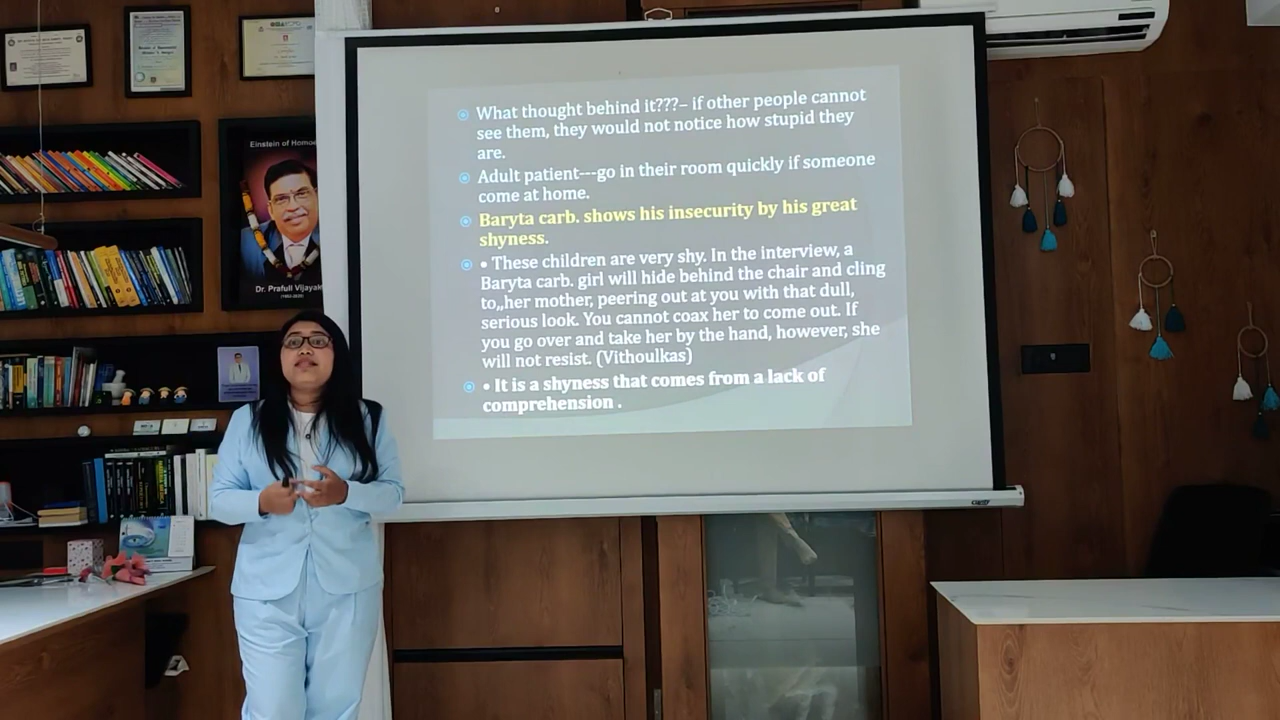 What thought behind it???– if other people cannot
see them, they would not notice how stupid they
are.
Adult patient---go in their room quickly if someone
come at home.
Baryta carb. shows his insecurity by his great
shyness.
• These children are very shy. In the interview, a
Baryta carb. girl will hide behind the chair and cling
to,,her mother, peering out at you with that dull,
serious look. You cannot coax her to come out. If
you go over and take her by the hand, however, she
will not resist. (Vithoulkas)
• It is a shyness that comes from a lack of
comprehension .
Einstein of Homoe
Dr. Prafull Vijayak